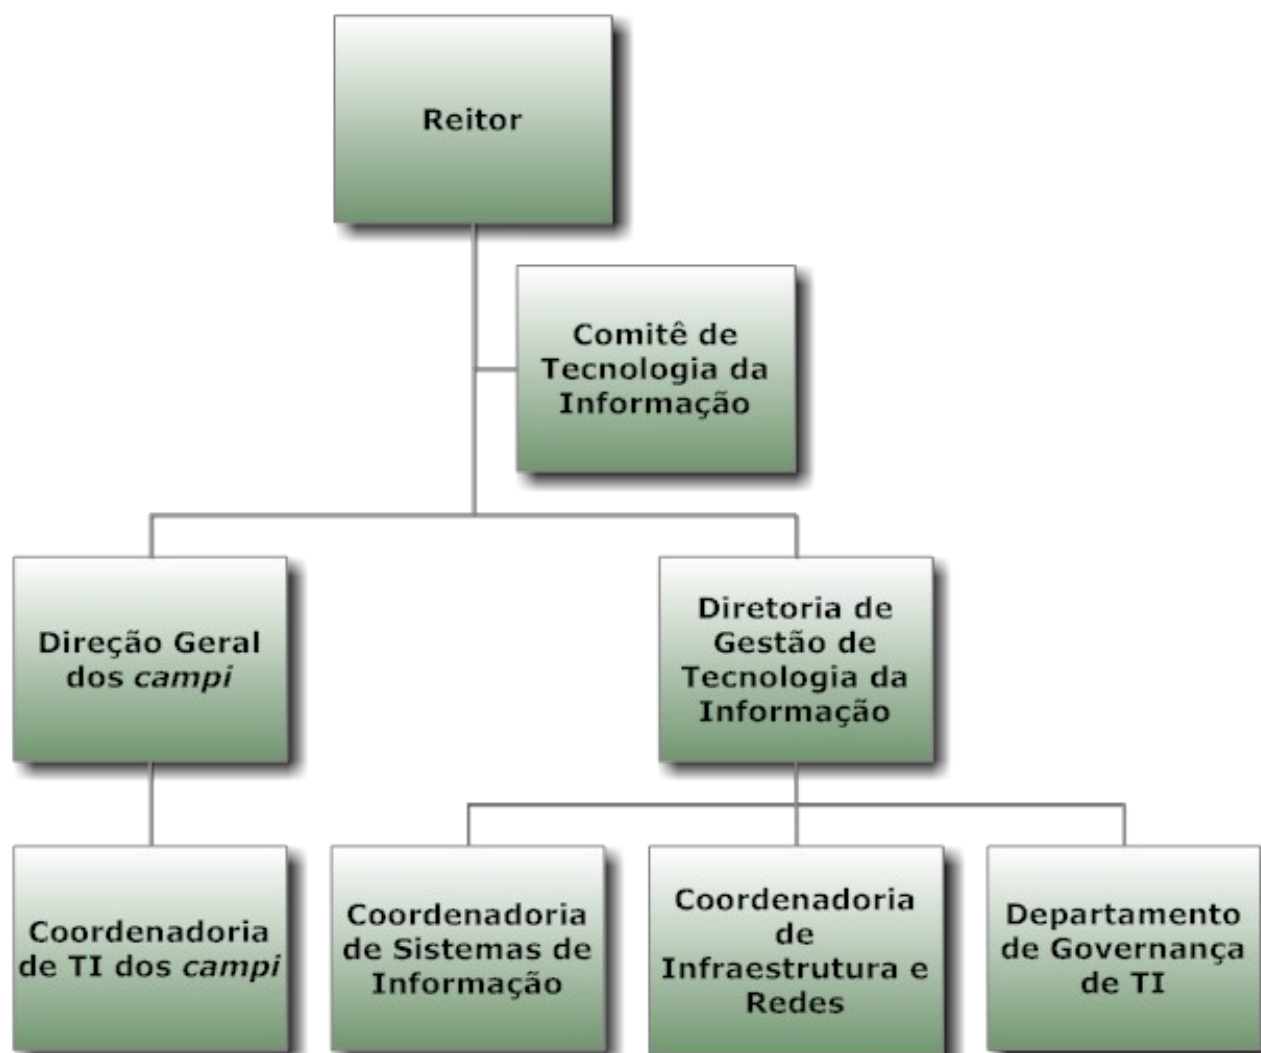 Reitor
Comitê de
Tecnologia da
Informação
Direção Geral
dos campi
Diretoria de
Gestão de
Tecnologia da
Informação
Coordenadoria
de TI dos campi
Coordenadoria
de Sistemas de
Informação
Coordenadoria
de
Infraestrutura e
Redes
Departamento
de Governança
de TI